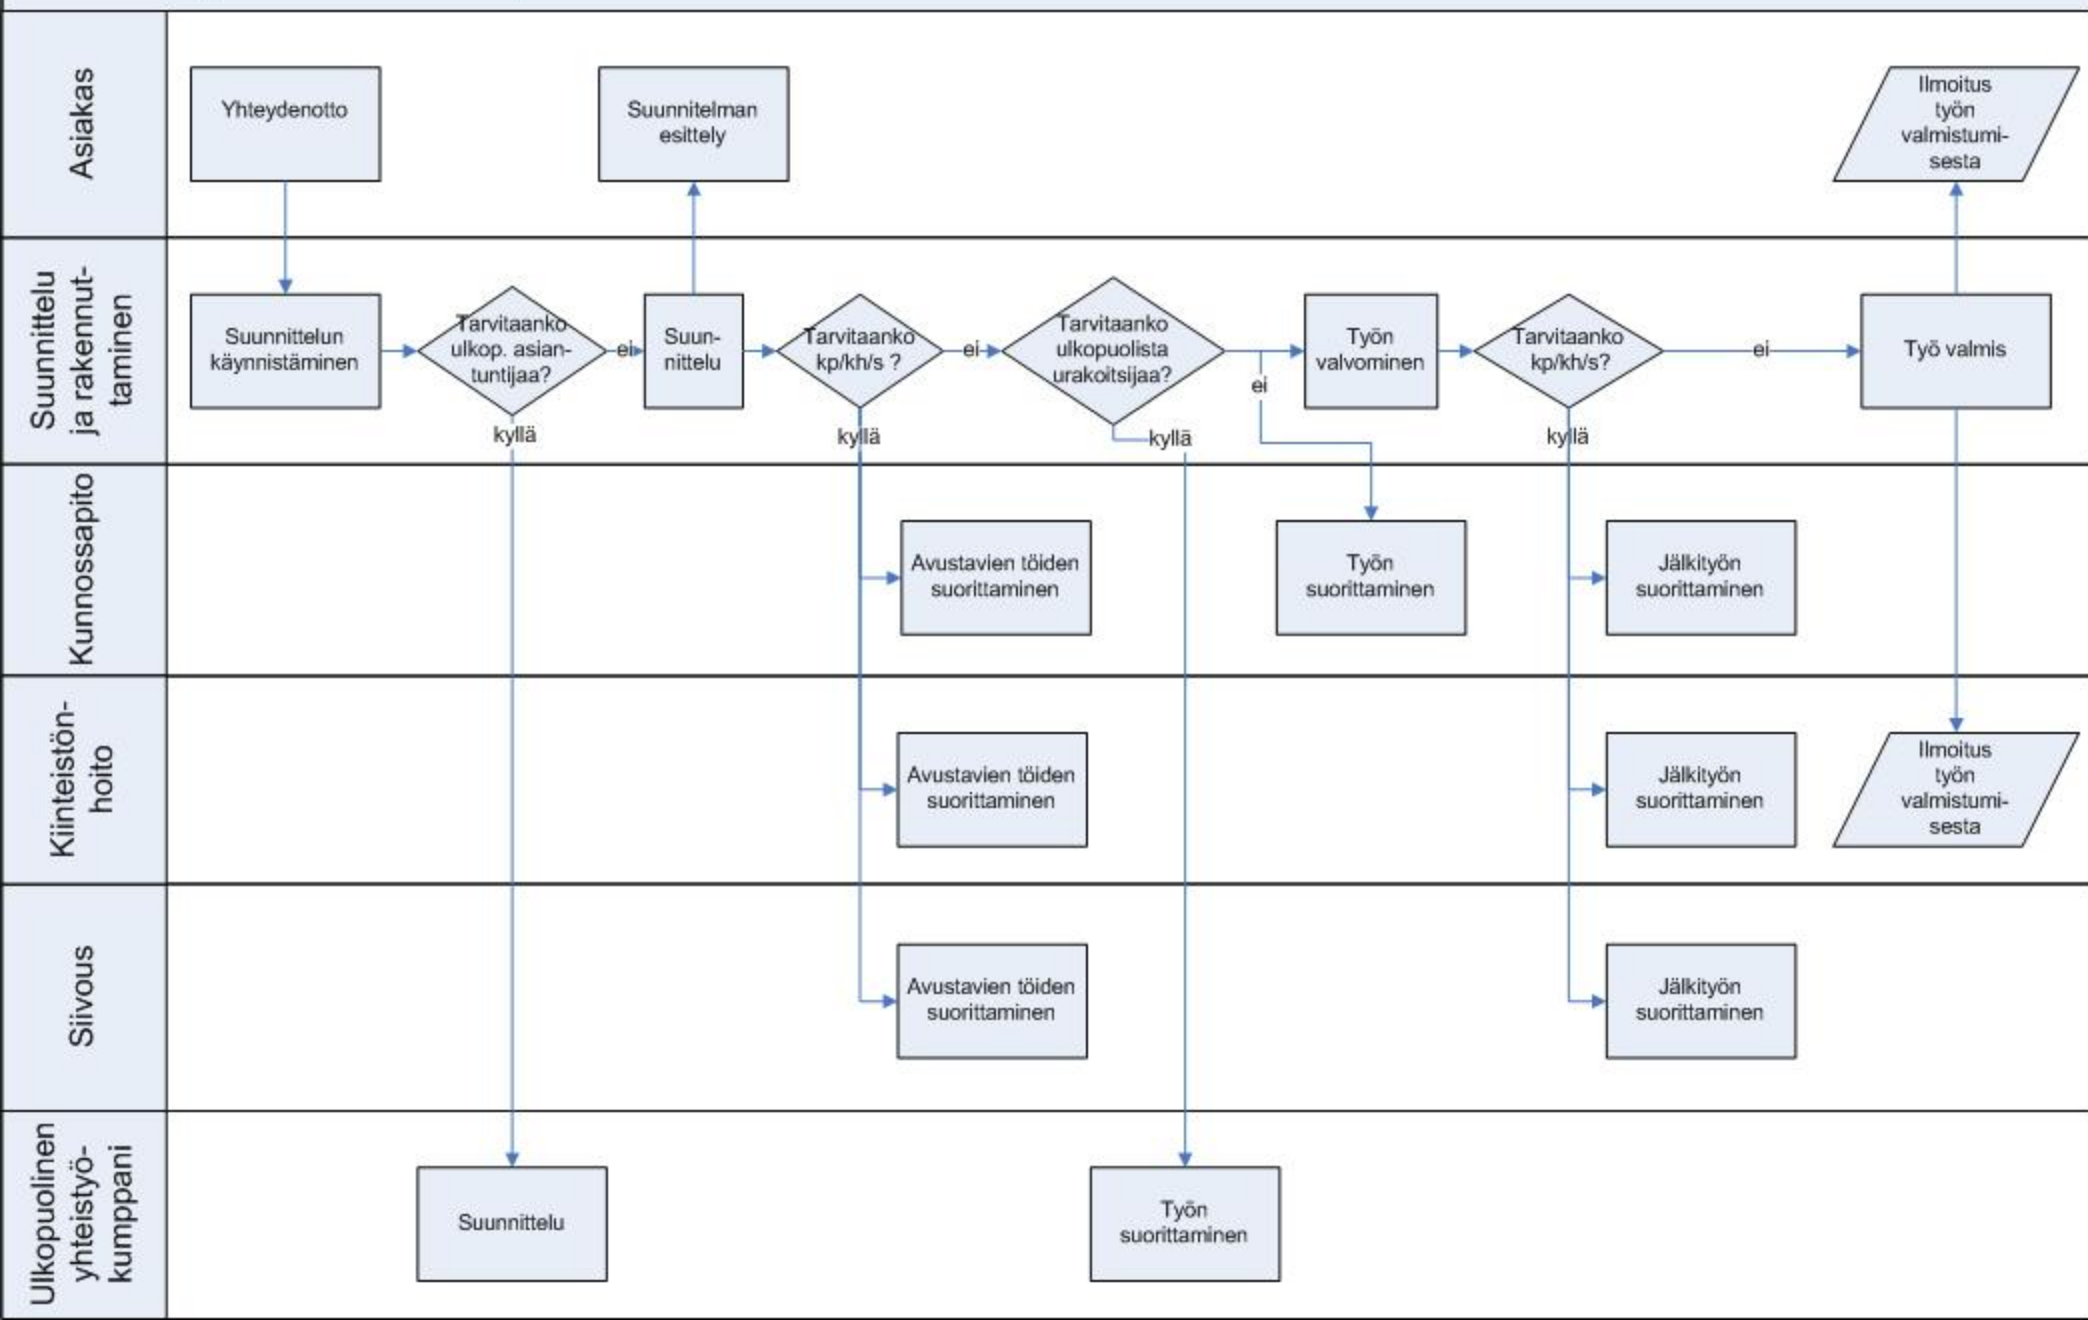 Asiakas
Yhteydenotto
Suunnitelman
esittely
Ilmoitus
työn
valmistumi-
sesta
Suunnittelu
ja rakennut-
taminen
Suunnittelun
käynnistäminen
Tarvitaanko
ulkop. asian-
tuntijaa?
ei
kyllä
Suun-
nittelu
Tarvitaanko
kp/kh/s ?
ei
kyllä
Tarvitaanko
ulkopuolista
urakoitsijaa?
kyllä
ei
Työn
valvominen
Tarvitaanko
kp/kh/s?
kyllä
ei
Työ valmis
Kunnossapito
Avustavien töiden
suorittaminen
Työn
suorittaminen
Jälkityön
suorittaminen
Kiinteistön-
hoito
Avustavien töiden
suorittaminen
Jälkityön
suorittaminen
Ilmoitus
työn
valmistumi-
sesta
Siivous
Avustavien töiden
suorittaminen
Jälkityön
suorittaminen
Ulkopuolinen
yhteistyö-
kumppani
Suunnittelu
Työn
suorittaminen